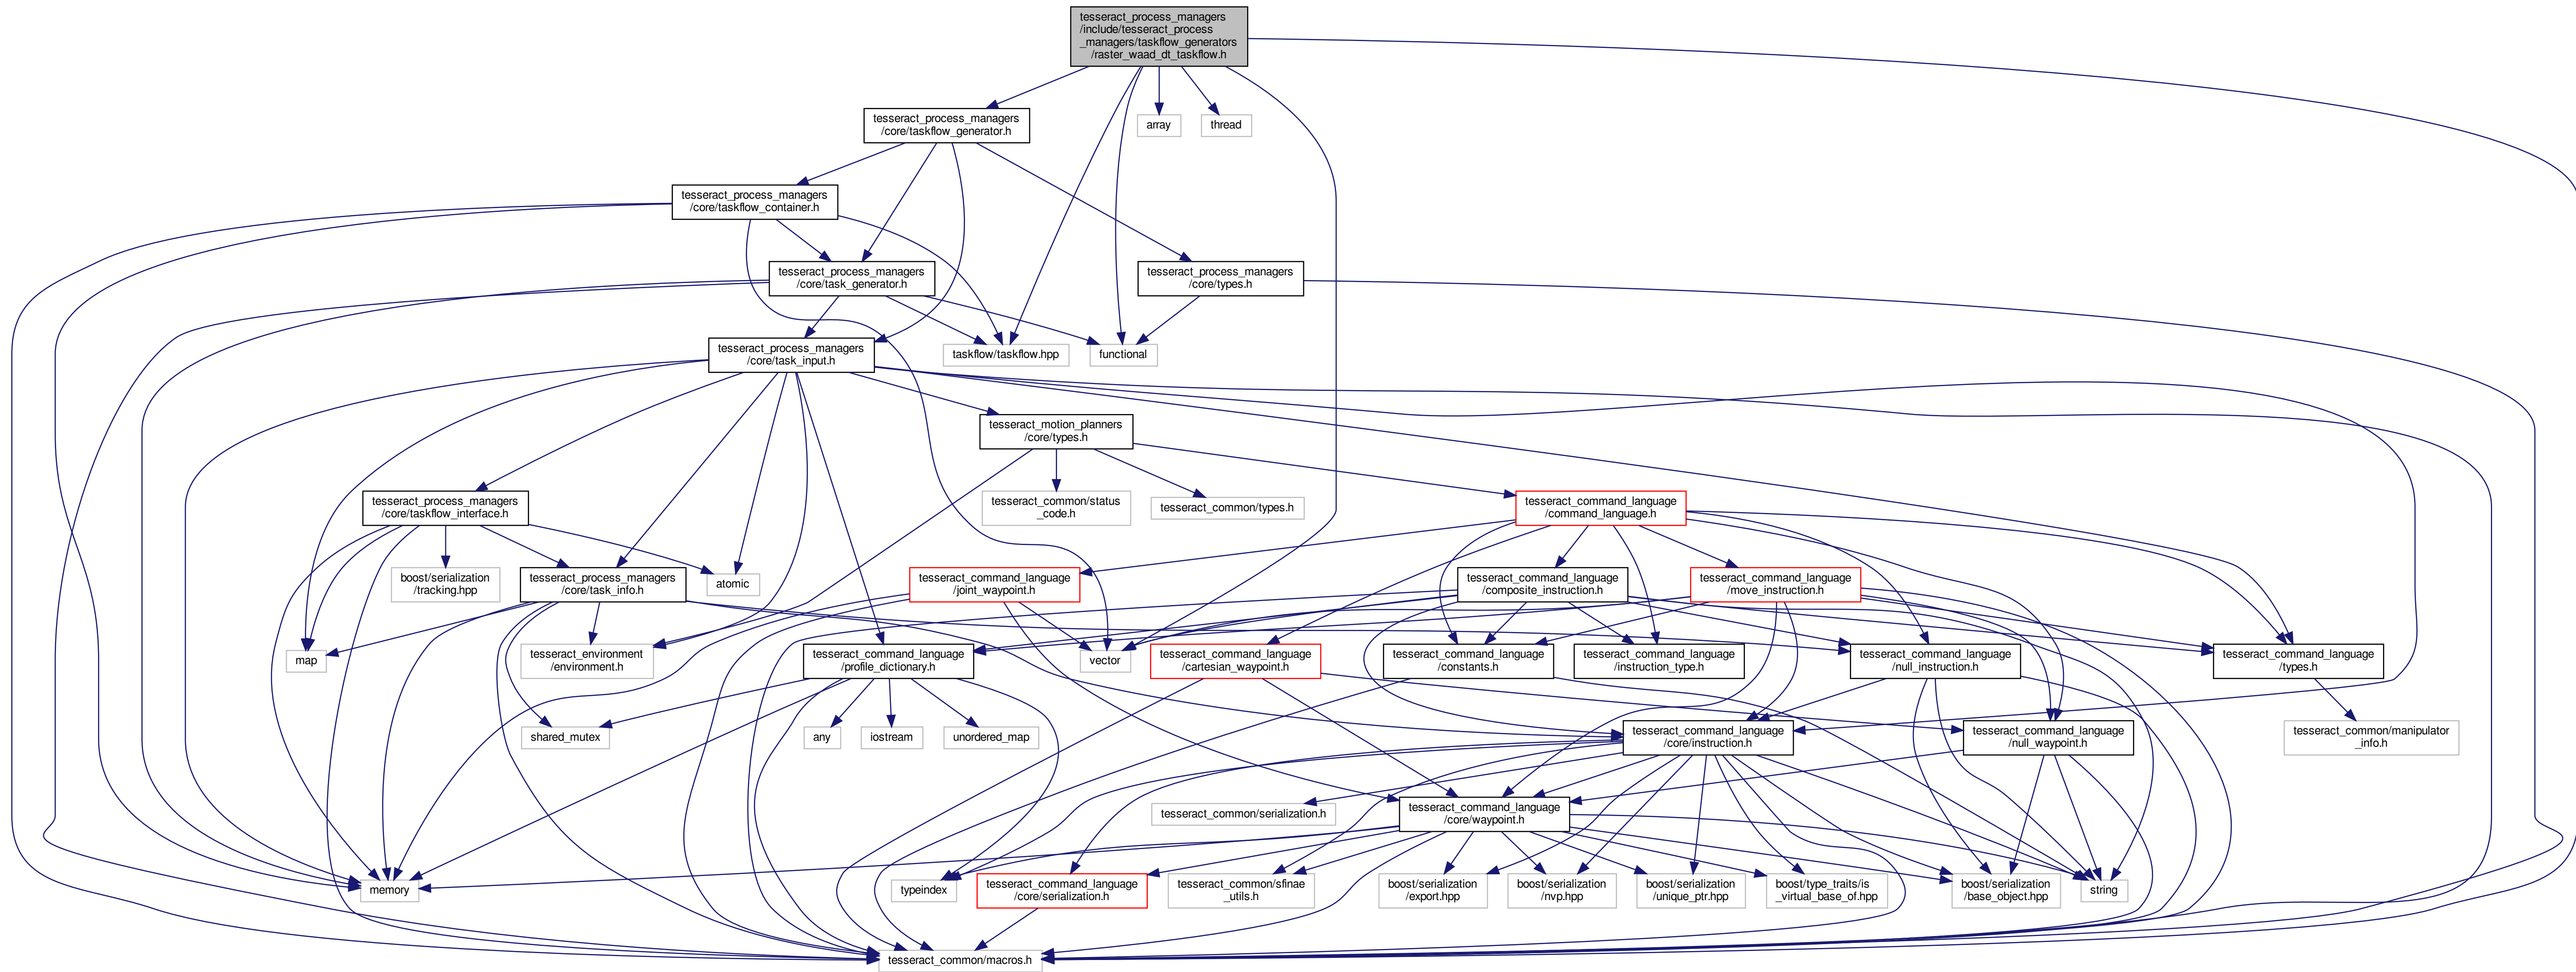 tesseract_process_managers
/include/tesseract_process
_managers/taskflow_generators
/raster_waad_dt_taskflow.h
tesseract_process_managers
/core/taskflow_generator.h
array
thread
tesseract_process_managers
/core/taskflow_container.h
tesseract_process_managers
/core/task_generator.h
tesseract_process_managers
/core/types.h
tesseract_process_managers
/core/task_input.h
taskflow/taskflow.hpp
functional
tesseract_motion_planners
/core/types.h
tesseract_process_managers
/core/taskflow_interface.h
tesseract_common/status
_code.h
tesseract_common/types.h
tesseract_command_language
/command_language.h
boost/serialization
/tracking.hpp
tesseract_process_managers
/core/task_info.h
atomic
tesseract_command_language
/joint_waypoint.h
tesseract_command_language
/composite_instruction.h
tesseract_command_language
/move_instruction.h
map
tesseract_environment
/environment.h
tesseract_command_language
/profile_dictionary.h
vector
tesseract_command_language
/cartesian_waypoint.h
tesseract_command_language
/constants.h
tesseract_command_language
/instruction_type.h
tesseract_command_language
/null_instruction.h
tesseract_command_language
/types.h
shared_mutex
any
iostream
unordered_map
tesseract_command_language
/core/instruction.h
tesseract_command_language
/null_waypoint.h
tesseract_common/manipulator
_info.h
tesseract_common/serialization.h
tesseract_command_language
/core/waypoint.h
memory
typeindex
tesseract_command_language
/core/serialization.h
tesseract_common/sfinae
_utils.h
boost/serialization
/export.hpp
boost/serialization
/nvp.hpp
boost/serialization
/unique_ptr.hpp
boost/type_traits/is
_virtual_base_of.hpp
boost/serialization
/base_object.hpp
string
tesseract_common/macros.h